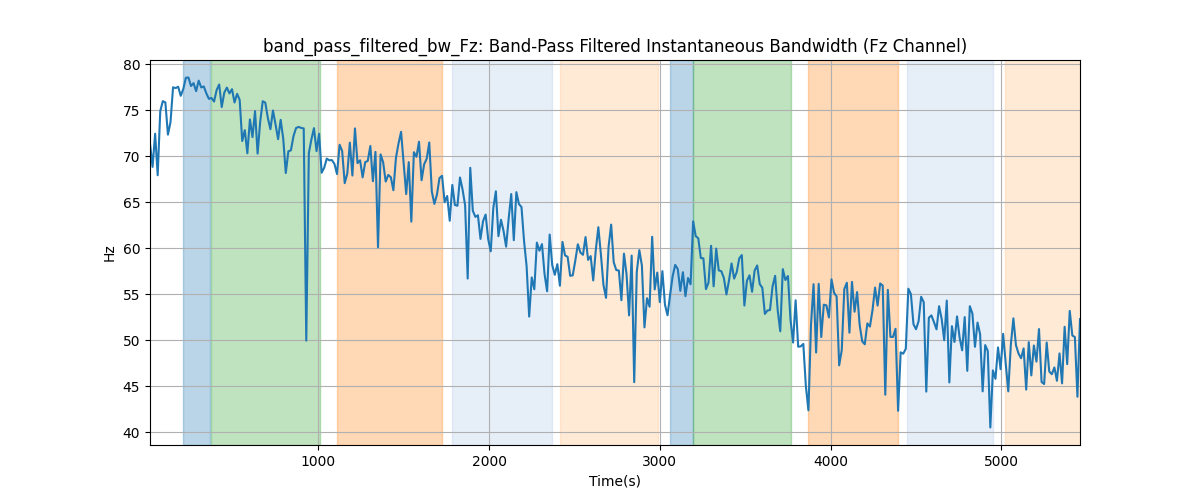 band_pass_filtered_bw_Fz: Band-Pass Filtered Instantaneous Bandwidth (Fz Channel)
80
75
70
65
60
55
50
45
40
Hz
1000 2000 3000 4000 5000
Time(s)